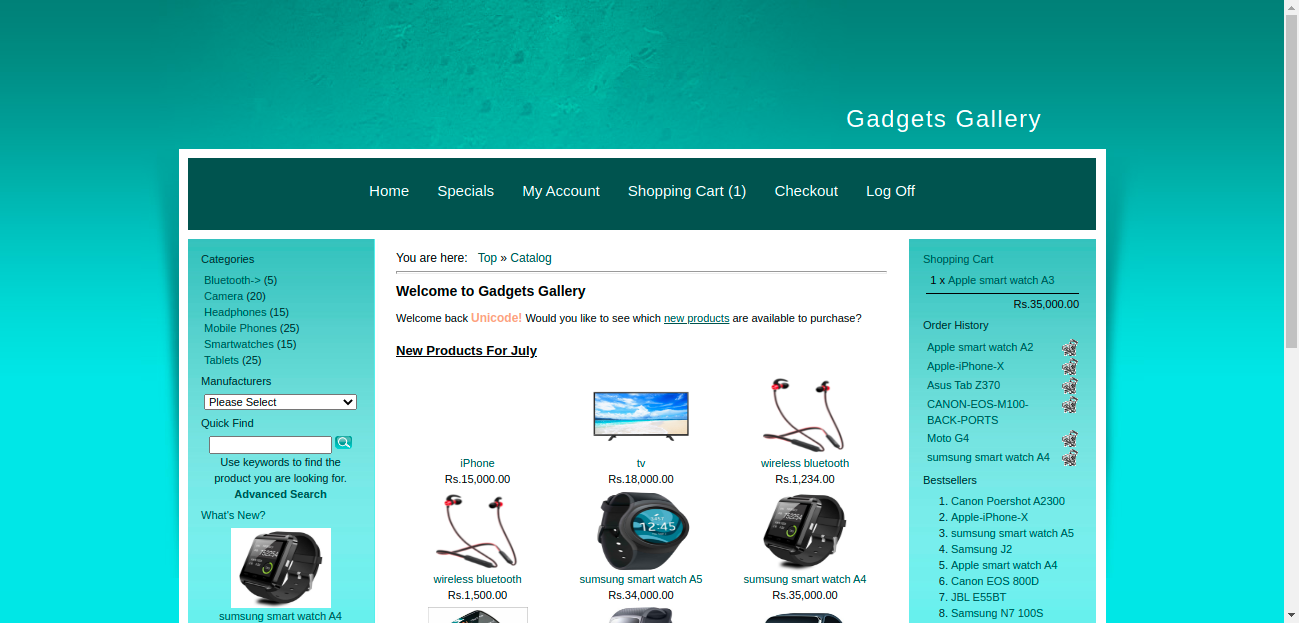 Gadgets Gallery
Home Specials My Account Shopping Cart (1) Checkout Log Off
Categories
Bluetooth-> (5)
Camera (20)
Headphones (15)
Mobile Phones (25)
Smartwatches (15)
Tablets (25)
Manufacturers
Please Select
Quick Find
Use keywords to find the
product you are looking for.
Advanced Search
What's New?
sumsung smart watch A4
You are here: Top » Catalog
Welcome to Gadgets Gallery
Welcome back Unicode! Would you like to see which new products are available to purchase?
New Products For July
iPhone
Rs.15,000.00
tv
Rs.18,000.00
wireless bluetooth
Rs.1,234.00
wireless bluetooth
Rs.1,500.00
12:45
sumsung smart watch A5
Rs.34,000.00
sumsung smart watch A4
Rs.35,000.00
Shopping Cart
1 x Apple smart watch A3
Rs.35,000.00
Order History
Apple smart watch A2
Apple-iPhone-X
Asus Tab Z370
CANON-EOS-M100-
BACK-PORTS
Moto G4
sumsung smart watch A4
Bestsellers
1. Canon Poershot A2300
2. Apple-iPhone-X
3. sumsung smart watch A5
4. Samsung J2
5. Apple smart watch A4
6. Canon EOS 800D
7. JBL E55BT
8. Samsung N7 100S